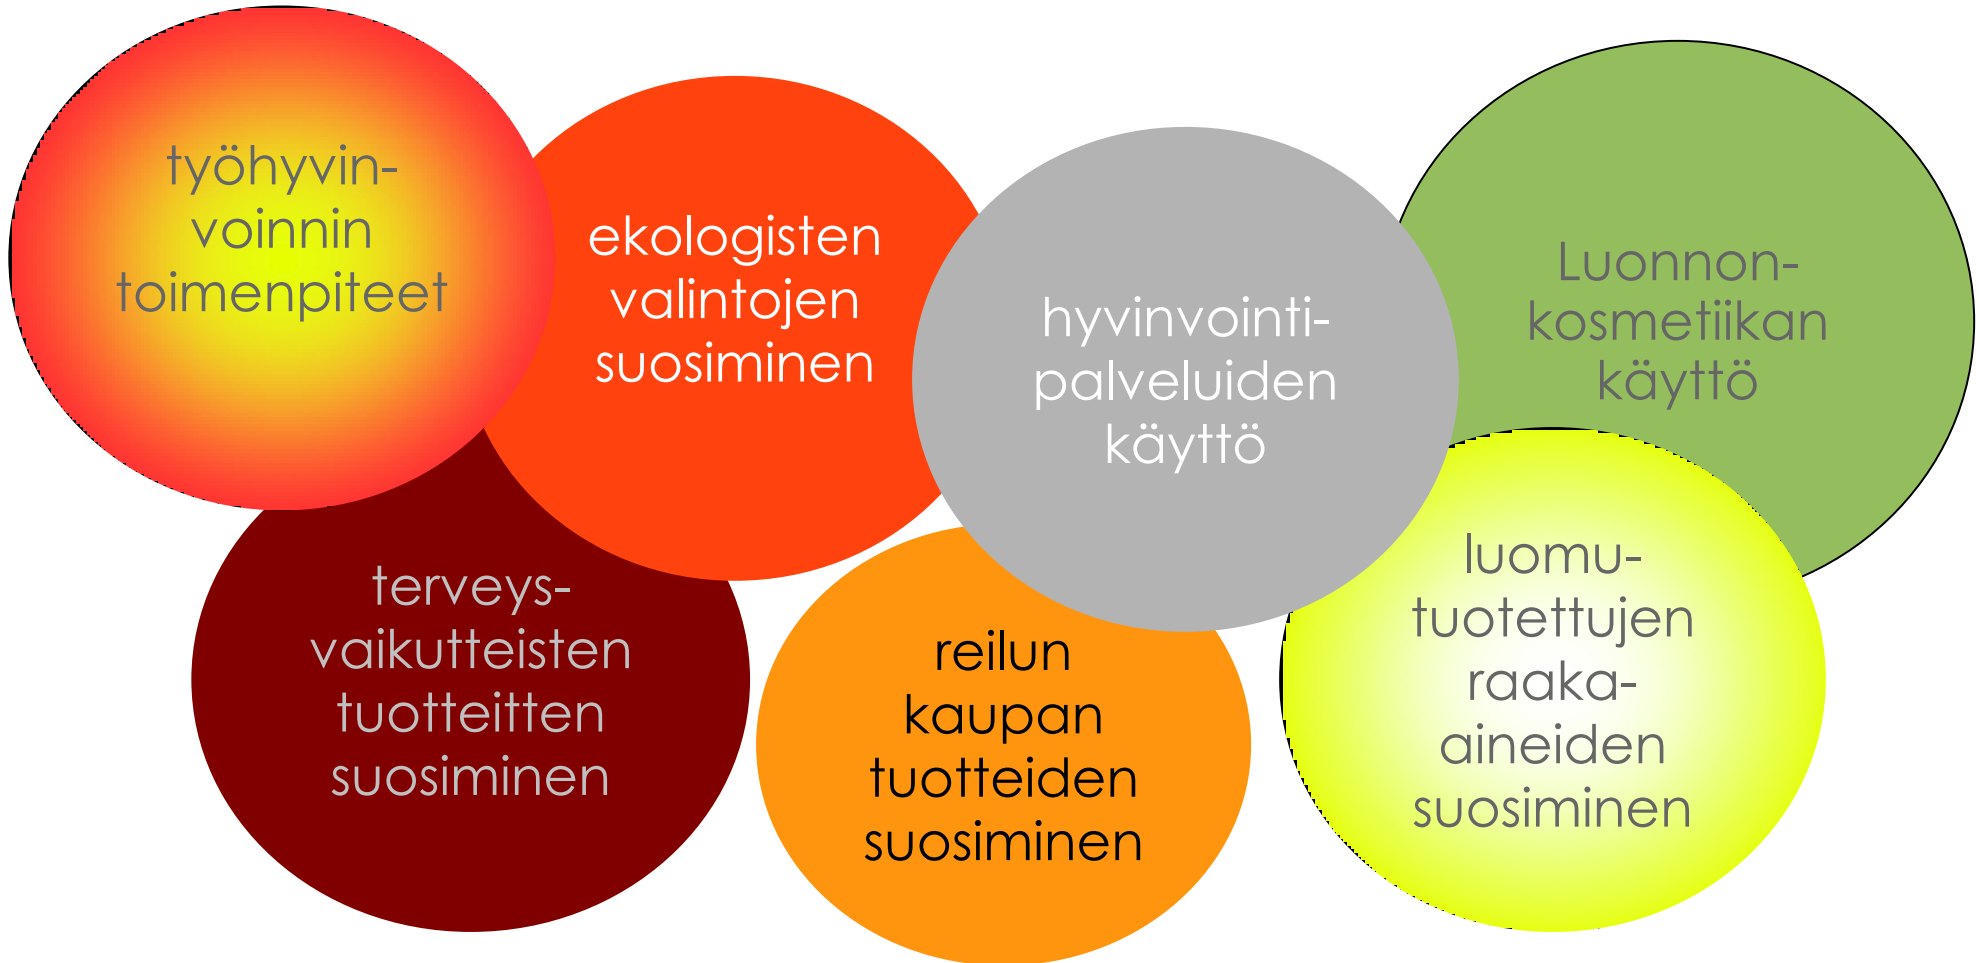 työhyvin-
voinnin
toimenpiteet
ekologisten
valintojen
suosiminen
hyvinvointi-
palveluiden
käyttö
Luonnon-
kosmetiikan
käyttö
terveys-
vaikutteisten
tuotteitten
suosiminen
reilun
kaupan
tuotteiden
suosiminen
luomu-
tuotettujen
raaka-
aineiden
suosiminen